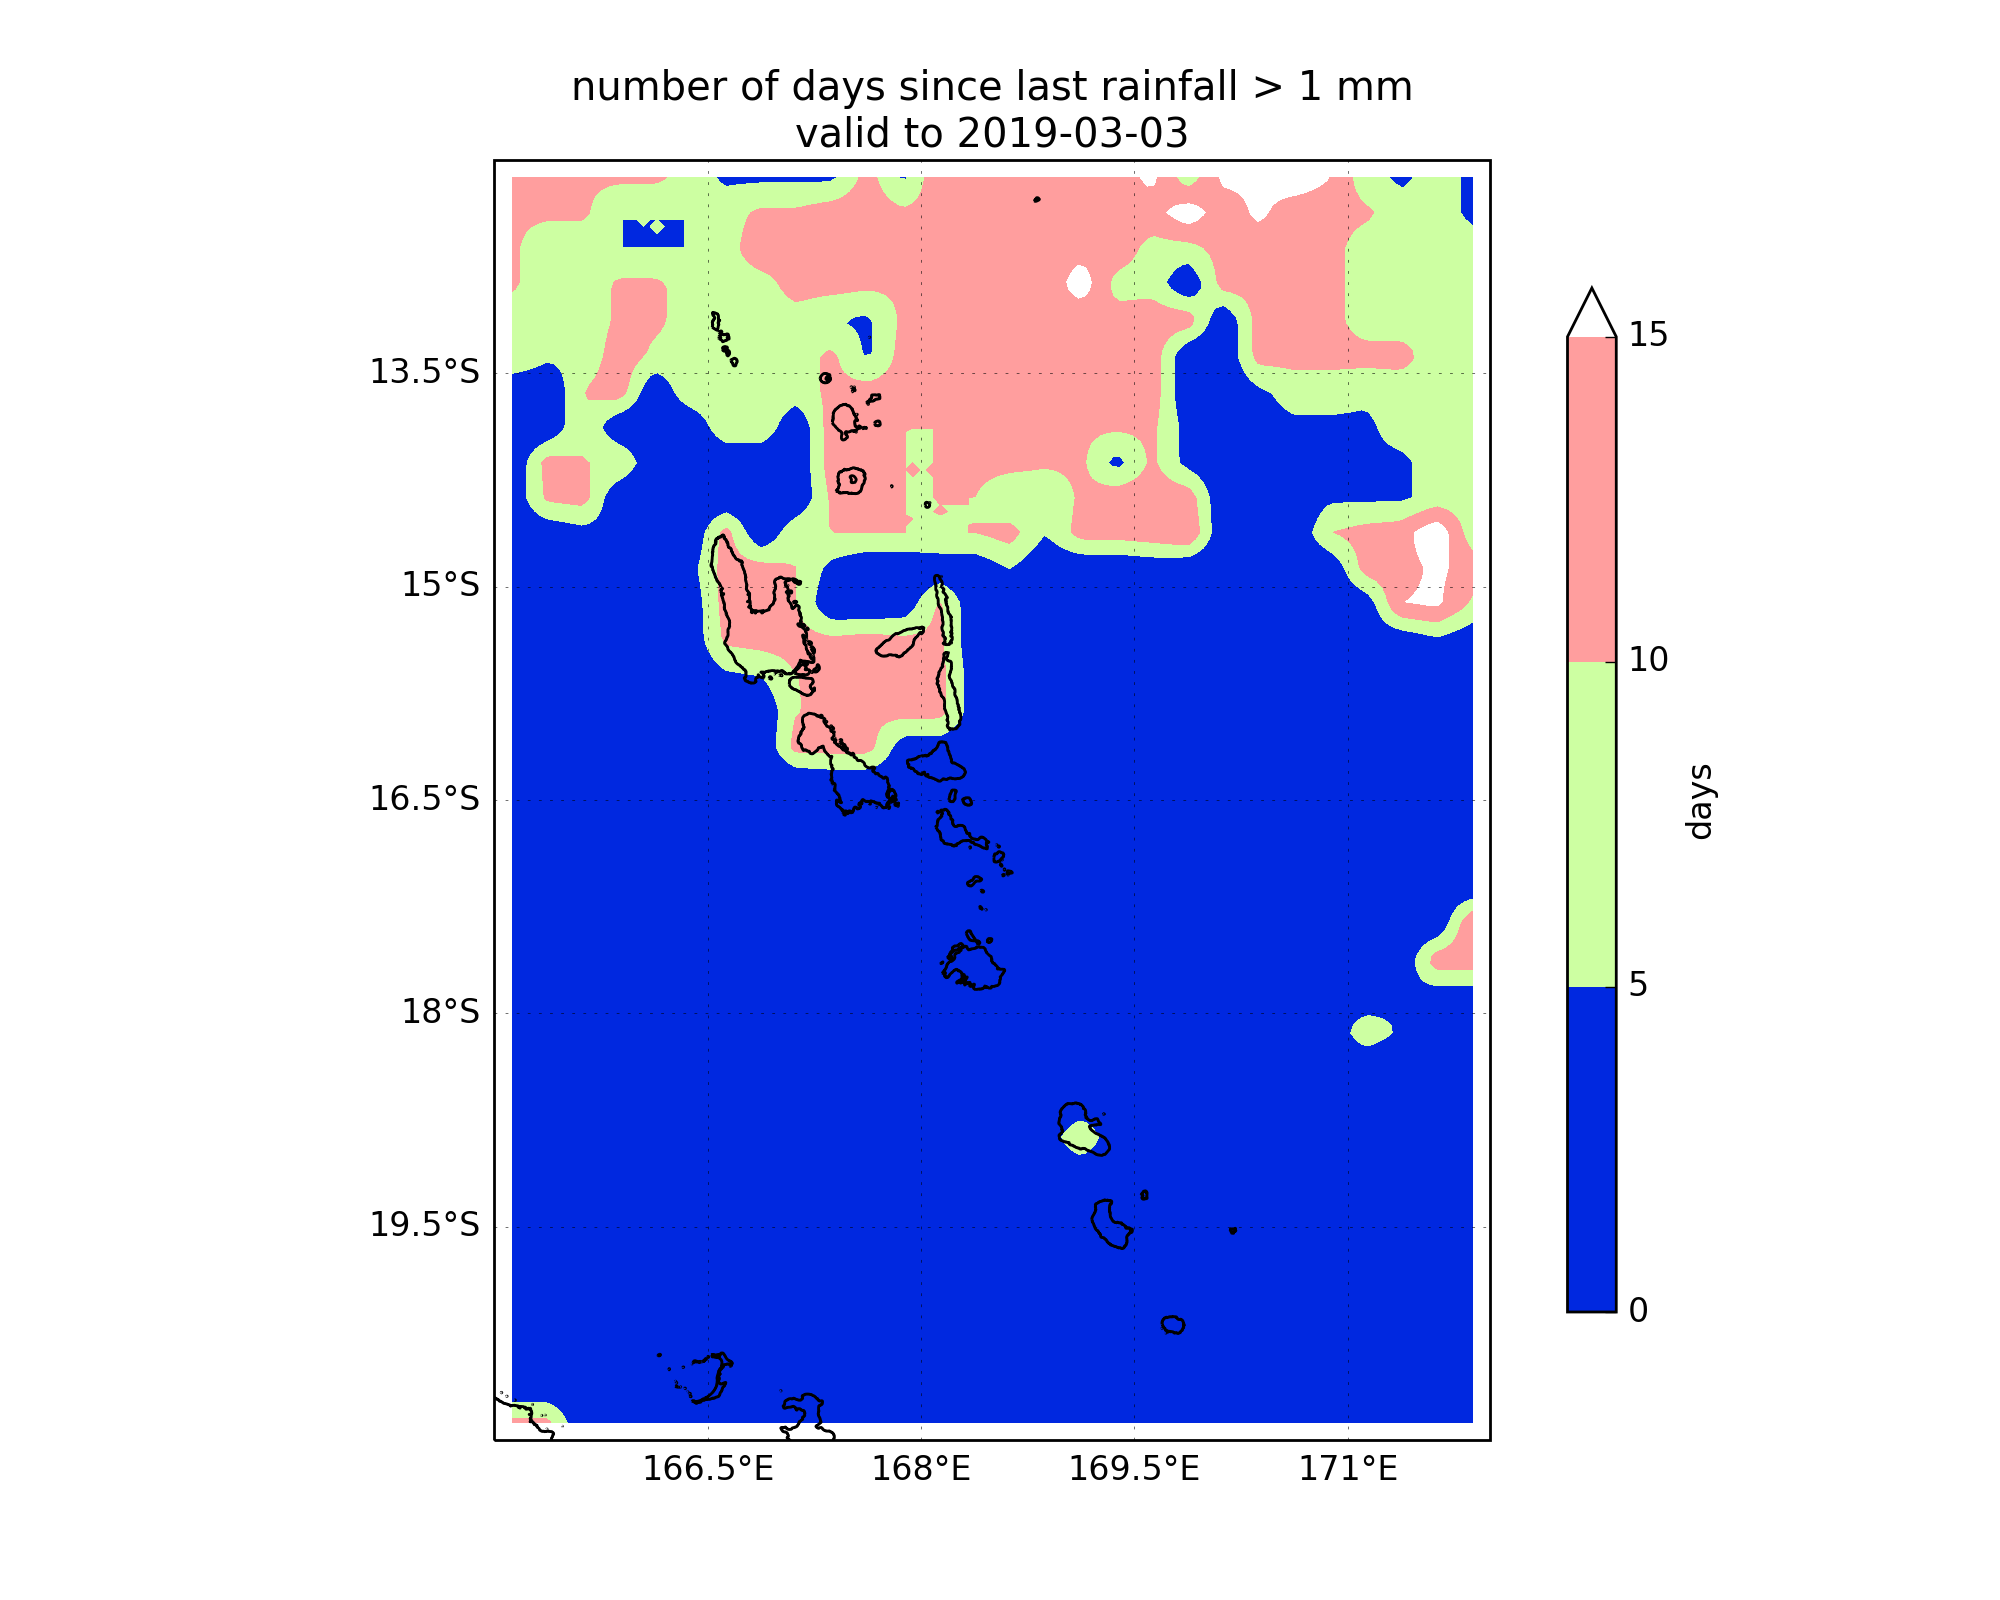 number of days since last rainfall > 1 mm
valid to 2019-03-03
13.5°S
15°S
16.5°S
18°S
19.5°S
166.5°E
168°E
169.5°E
171°E
15
10
5
0
days